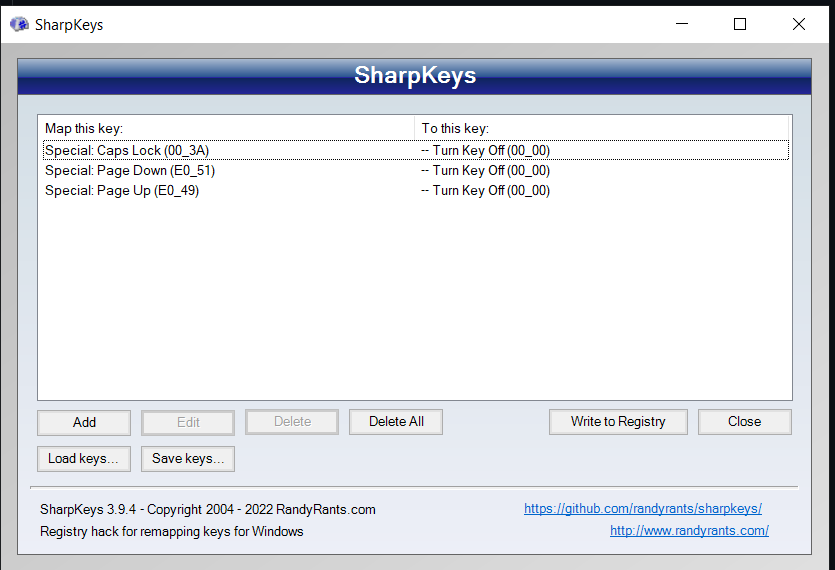 SharpKeys
SharpKeys
Map this key: To this key:
Special: Caps Lock (00_3A) -- Turn Key Off (00_00)
Special: Page Down (E0_51) -- Turn Key Off (00_00)
Special: Page Up (E0_49) -- Turn Key Off (00_00)
Add Edit Delete Delete All Write to Registry Close
Load keys... Save keys...
SharpKeys 3.9.4 - Copyright 2004 - 2022 RandyRants.com https://github.com/randyrants/sharpkeys/
Registry hack for remapping keys for Windows http://www.randyrants.com/